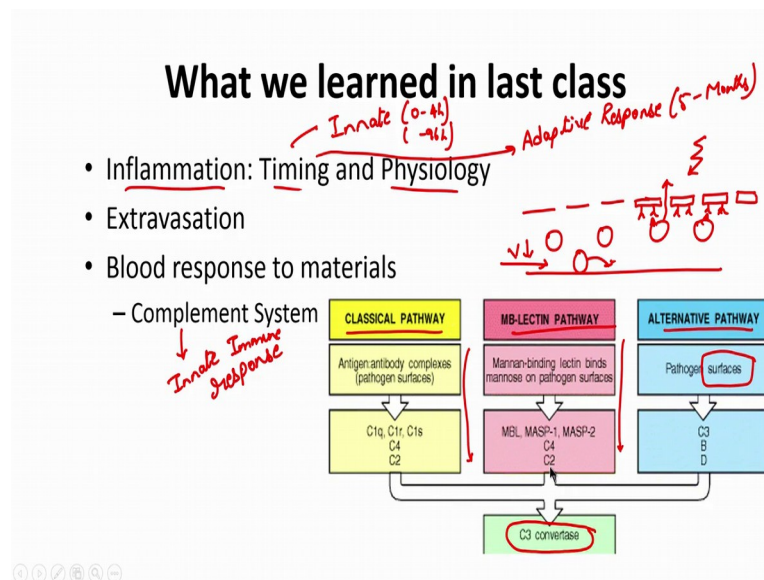 What we learned in last class
Innate (0-4h)
(-96h)
Adaptive Response (5-Months)
• Inflammation: Timing and Physiology
• Extravasation
V↓
• Blood response to materials
– Complement System
Innate Immune
response
CLASSICAL PATHWAY
Antigen:antibody complexes
(pathogen surfaces)
C1q, C1r, C1s
C4
C2
MB-LECTIN PATHWAY
Mannan-binding lectin binds
mannose on pathogen surfaces
MBL, MASP-1, MASP-2
C4
C2
ALTERNATIVE PATHWAY
Pathogen surfaces
C3
B
D
C3 convertase